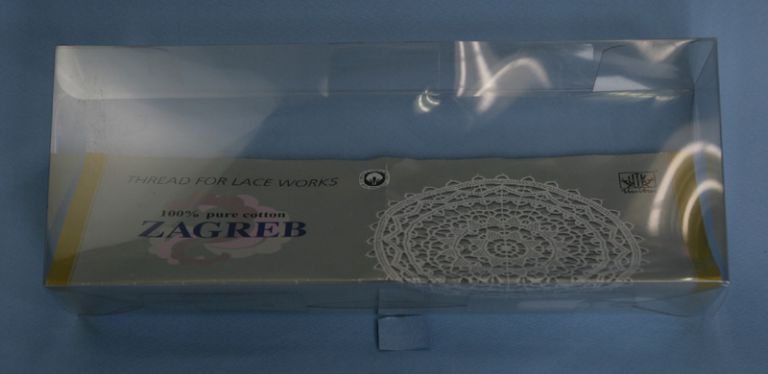 THREAD FOR LACE WORKS
100% pure cotton
ZAGREB